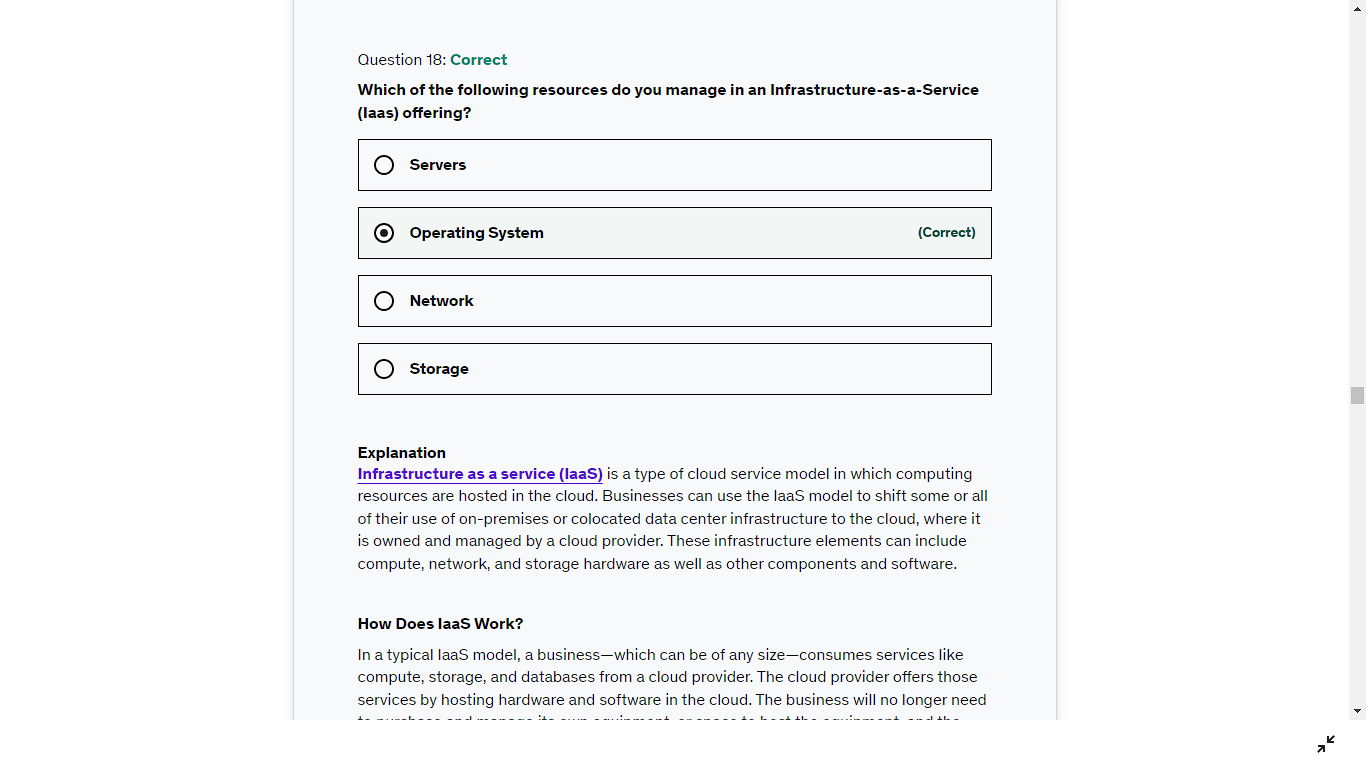 Question 18: Correct
Which of the following resources do you manage in an Infrastructure-as-a-Service
(Iaas) offering?
Servers
Operating System (Correct)
Network
Storage
Explanation
Infrastructure as a service (IaaS) is a type of cloud service model in which computing
resources are hosted in the cloud. Businesses can use the IaaS model to shift some or all
of their use of on-premises or colocated data center infrastructure to the cloud, where it
is owned and managed by a cloud provider. These infrastructure elements can include
compute, network, and storage hardware as well as other components and software.
How Does IaaS Work?
In a typical IaaS model, a business—which can be of any size—consumes services like
compute, storage, and databases from a cloud provider. The cloud provider offers those
services by hosting hardware and software in the cloud. The business will no longer need